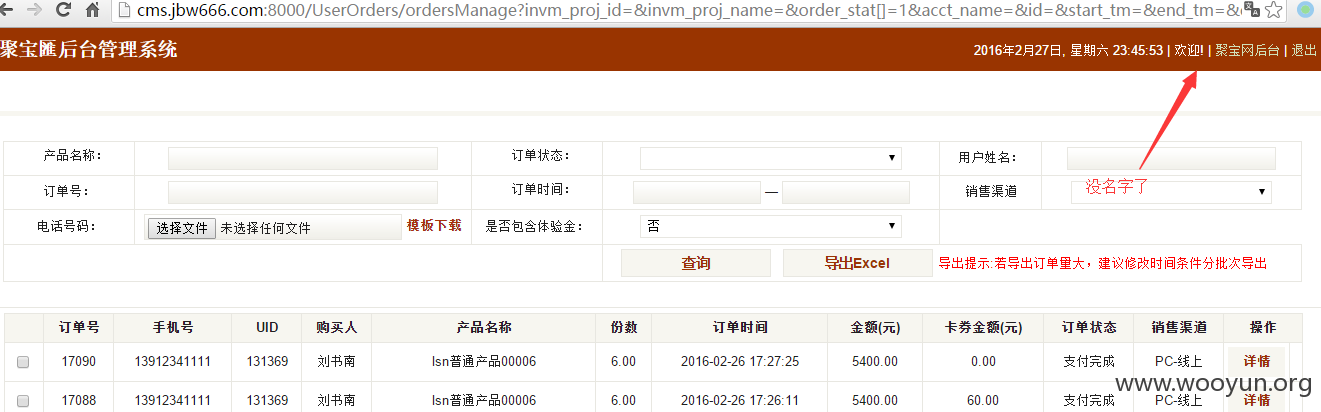 cms.jbw666.com:8000/UserOrders/ordersManage?invm_proj_id=&invm_proj_name=&order_stat[]=1&acct_name=&id=&start_tm=&end_tm=&
聚宝匯后台管理系统
2016年2月27日, 星期六 23:45:53 | 欢迎! | 聚宝网后台 | 退出
产品名称： 订单状态： 用户姓名：
订单号： 订单时间： — 销售渠道 没名字了
电话号码： 选择文件 未选择任何文件 模板下载 是否包含体验金： 否
查询 导出Excel 导出提示:若导出订单量大，建议修改时间条件分批次导出
订单号 手机号 UID 购买人 产品名称 份数 订单时间 金额(元) 卡券金额(元) 订单状态 销售渠道 操作
17090 13912341111 131369 刘书南 lsn普通产品00006 6.00 2016-02-26 17:27:25 5400.00 0.00 支付完成 PC-线上 详情
17088 13912341111 131369 刘书南 lsn普通产品00006 6.00 2016-02-26 17:26:11 5400.00 60.00 支付完成 PC-线上 详情
www.wooyun.org